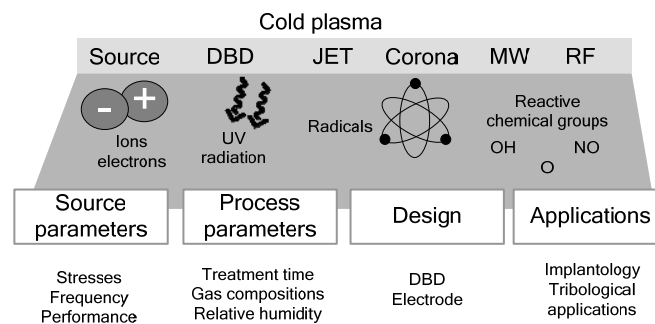 Cold plasma
Source DBD JET Corona MW RF
- +
Ions
electrons
UV
radiation
Radicals
Reactive
chemical groups
OH NO
O
Source
parameters
Process
parameters
Design
Applications
Stresses
Frequency
Performance
Treatment time
Gas compositions
Relative humidity
DBD
Electrode
Implantology
Tribological
applications